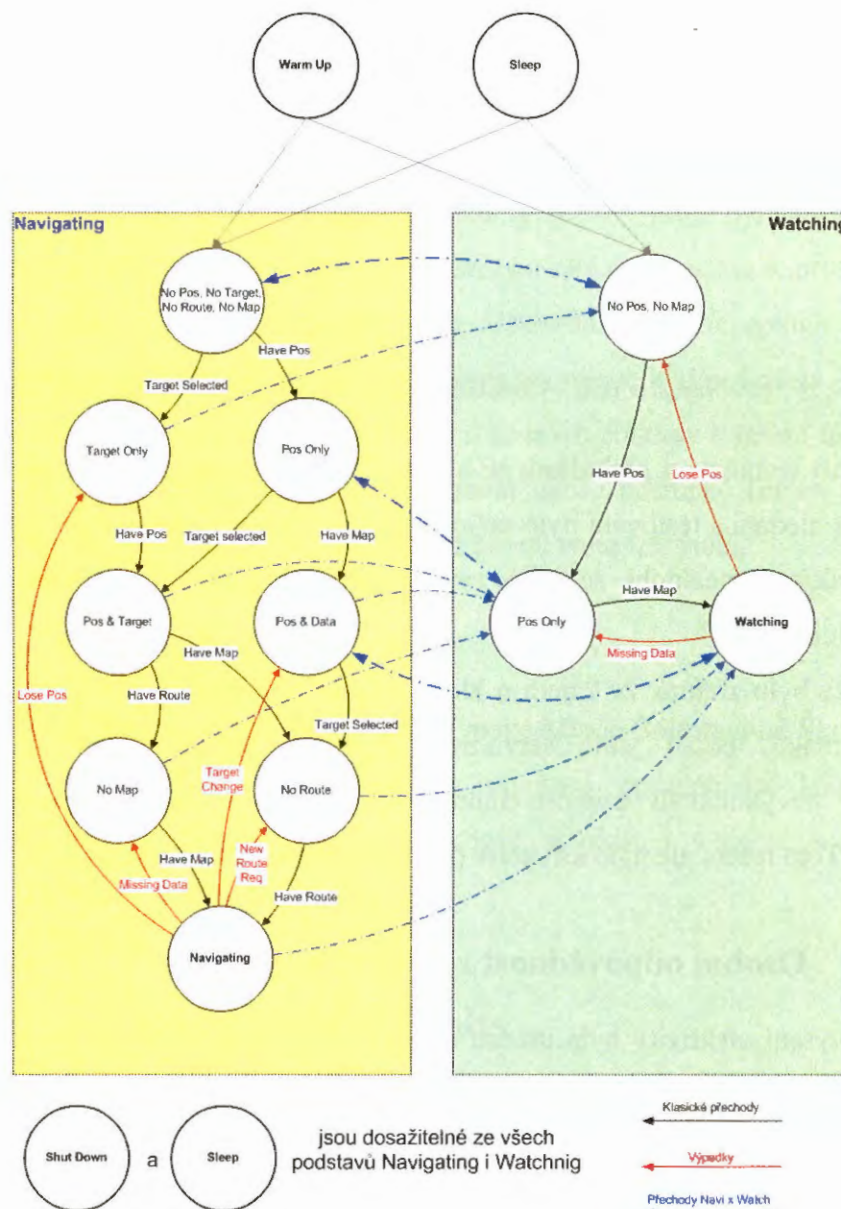 Warm Up
Sleep
Navigating
Watching
No Pos, No Target,
No Route, No Map
No Pos, No Map
Have Pos
Target Selected
Target Only
Pos Only
Have Pos
Lose Pos
Have Pos
Target selected
Have Map
Have Map
Pos & Target
Pos & Data
Pos Only
Watching
Missing Data
Have Map
Lose Pos
Have Route
Target Selected
Target
Change
No Map
No Route
Have Map
New
Route
Req
Missing Data
Have Route
Navigating
Klasické přechody
jsou dosažitelné ze všech
Shut Down
a
Sleep
podstavů Navigating i Watchnig
Výpadky
Přechody Navi x Watch